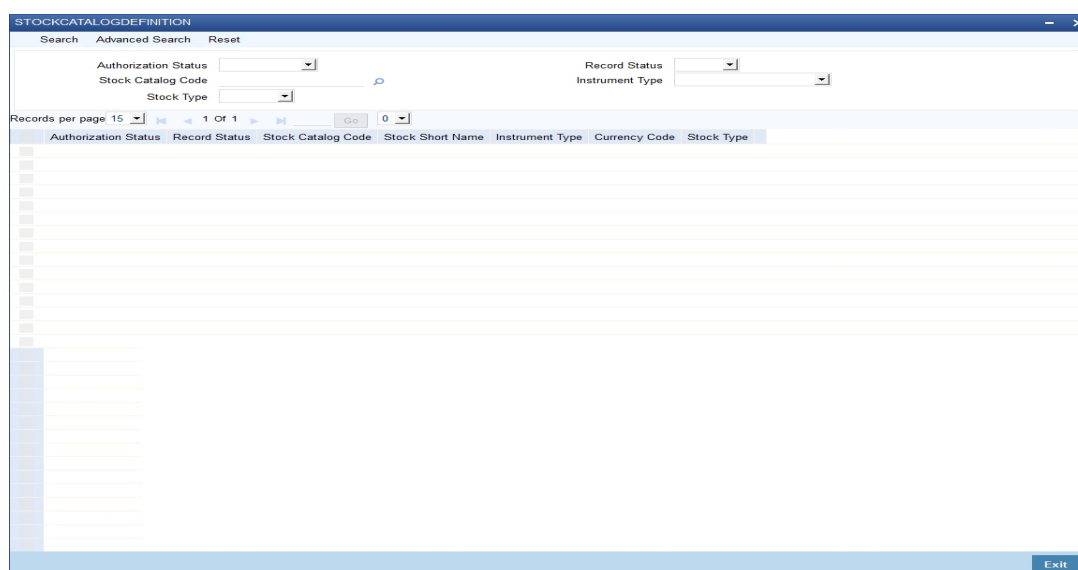 STOCKCATALOGDEFINITION
Search Advanced Search Reset
Authorization Status Record Status
Stock Catalog Code Instrument Type
Stock Type
Records per page 15 1 Of 1 Go 0
Authorization Status Record Status Stock Catalog Code Stock Short Name Instrument Type Currency Code Stock Type
Exit